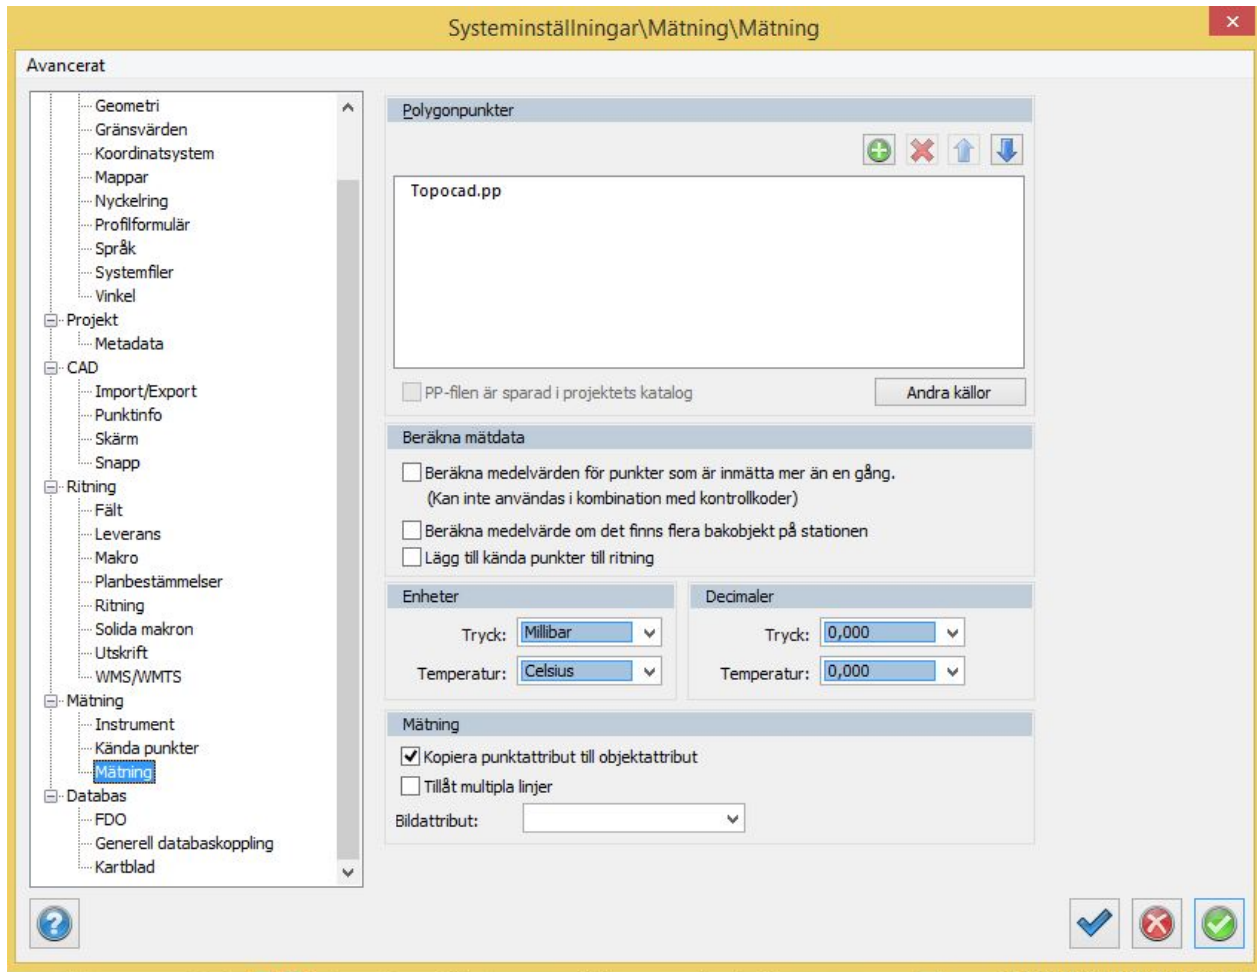 Systeminställningar\Mätning\Mätning
Avancerat
Geometri
Gränsvärden
Koordinatsystem
Mappar
Nyckelring
Profilformulär
Språk
Systemfiler
Vinkel
Projekt
Metadata
CAD
Import/Export
Punktinfo
Skärm
Snapp
Ritning
Fält
Leverans
Makro
Planbestämmelser
Ritning
Solida makron
Utskrift
WMS/WMTS
Mätning
Instrument
Kända punkter
Mätning
Databas
FDO
Generell databaskoppling
Kartblad
Polygonpunkter
Topocad.pp
PP-filen är sparad i projektets katalog
Andra källor
Beräkna mätdata
Beräkna medelvärden för punkter som är inmätta mer än en gång.
(Kan inte användas i kombination med kontrollkoder)
Beräkna medelvärde om det finns flera bakobjekt på stationen
Lägg till kända punkter till ritning
Enheter
Tryck: Millibar
Temperatur: Celsius
Decimaler
Tryck: 0,000
Temperatur: 0,000
Mätning
Kopiera punktattribut till objektattribut
Tillåt multipla linjer
Bildattribut: